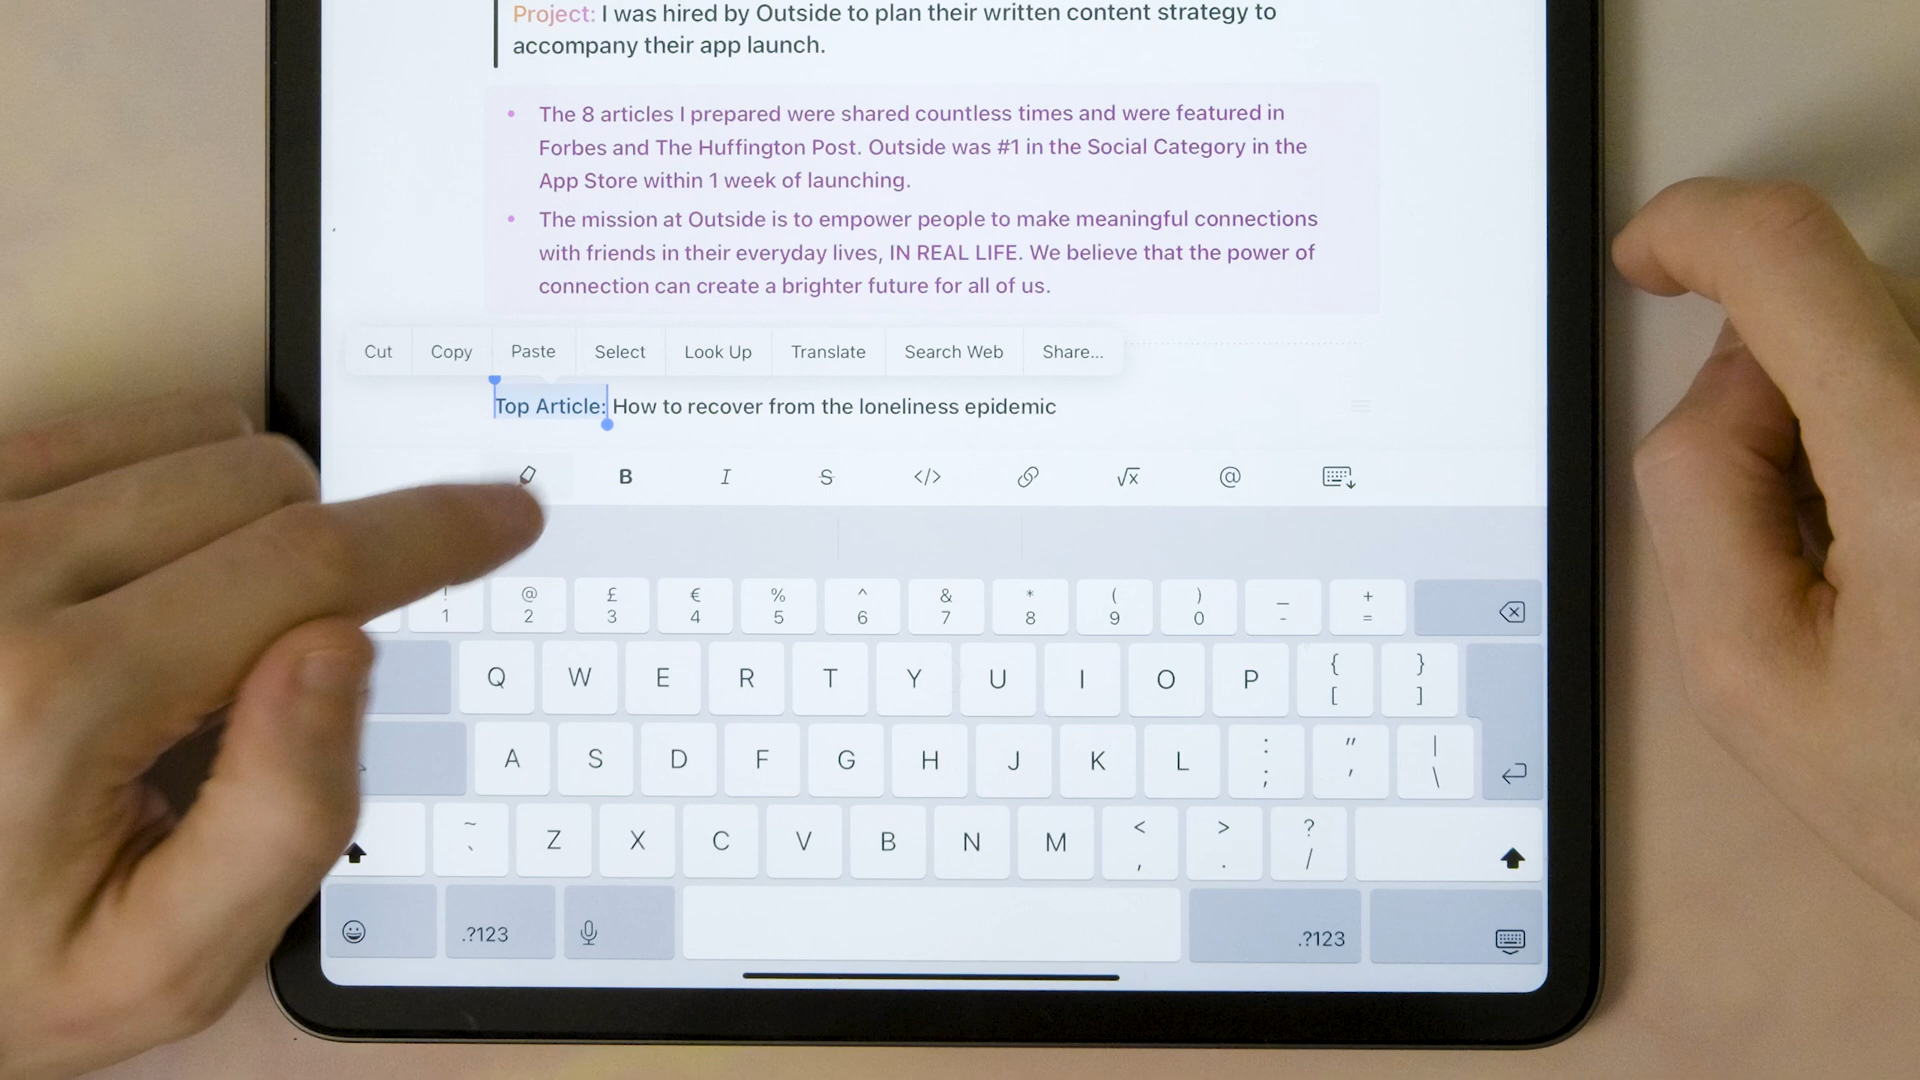 Project: I was hired by Outside to plan their written content strategy to
accompany their app launch.
• The 8 articles I prepared were shared countless times and were featured in
Forbes and The Huffington Post. Outside was #1 in the Social Category in the
App Store within 1 week of launching.
• The mission at Outside is to empower people to make meaningful connections
with friends in their everyday lives, IN REAL LIFE. We believe that the power of
connection can create a brighter future for all of us.
Cut Copy Paste Select Look Up Translate Search Web Share...
Top Article: How to recover from the loneliness epidemic
B I S </> √x @
! @ £ € % ^ & * ( ) _ +
1 2 3 4 5 6 7 8 9 0 - =
Q W E R T Y U I O P { }
[ ]
A S D F G H J K L : " |
; ' \
~ Z X C V B N M < > ?
` , . /
.?123 .?123